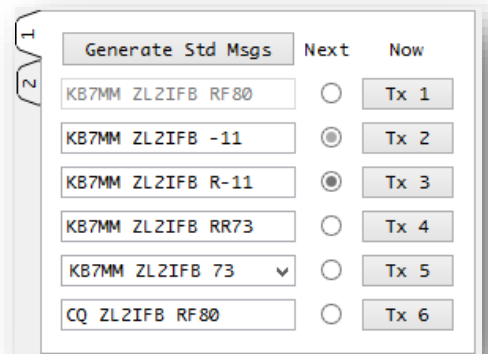 1
2
Generate Std Msgs Next Now
KB7MM ZL2IFB RF80 Tx 1
KB7MM ZL2IFB -11 Tx 2
KB7MM ZL2IFB R-11 Tx 3
KB7MM ZL2IFB RR73 Tx 4
KB7MM ZL2IFB 73 Tx 5
CQ ZL2IFB RF80 Tx 6